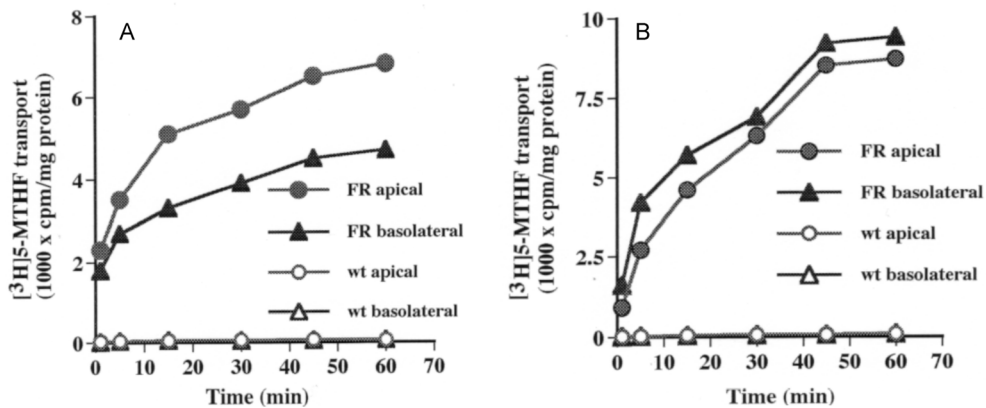 A
[3H]5-MTHF transport
(1000 x cpm/mg protein)
8
6
4
2
0
FR apical
FR basolateral
wt apical
wt basolateral
0 10 20 30 40 50 60 70
Time (min)
B
[3H]5-MTHF transport
(1000 x cpm/mg protein)
10
7.5
5
2.5
0
FR apical
FR basolateral
wt apical
wt basolateral
0 10 20 30 40 50 60 70
Time (min)